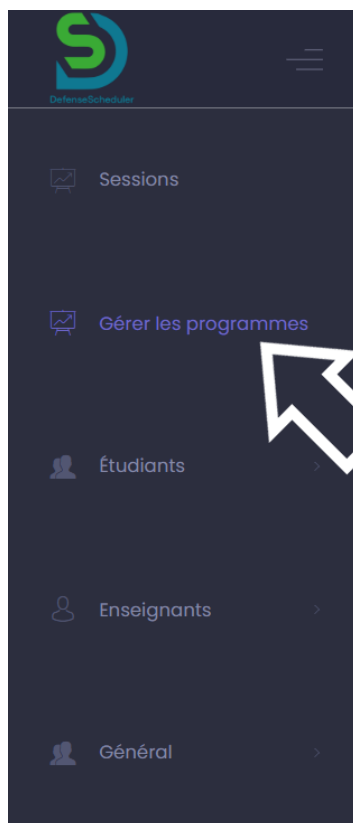 DefenseScheduler
Sessions
Gérer les programmes
Étudiants
Enseignants
Général